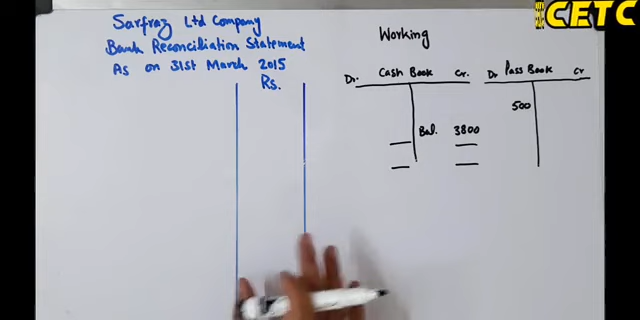 CETC
Sarfraz Ltd Company
Bank Reconciliation Statement
As on 31st March 2015
Rs.
Working
Dr. Cash Book Cr.
Bal. 3800
Dr Pass Book Cr
500